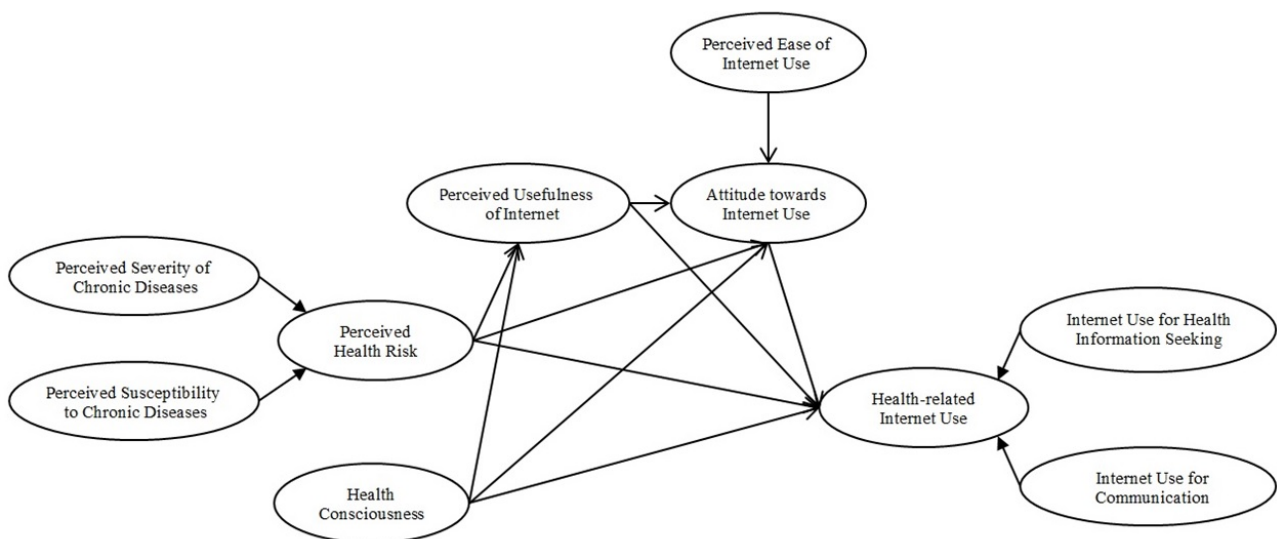 Perceived Ease of
Internet Use
Perceived Usefulness
of Internet
Attitude towards
Internet Use
Perceived Severity of
Chronic Diseases
Perceived
Health Risk
Internet Use for Health
Information Seeking
Perceived Susceptibility
to Chronic Diseases
Health-related
Internet Use
Health
Consciousness
Internet Use for
Communication